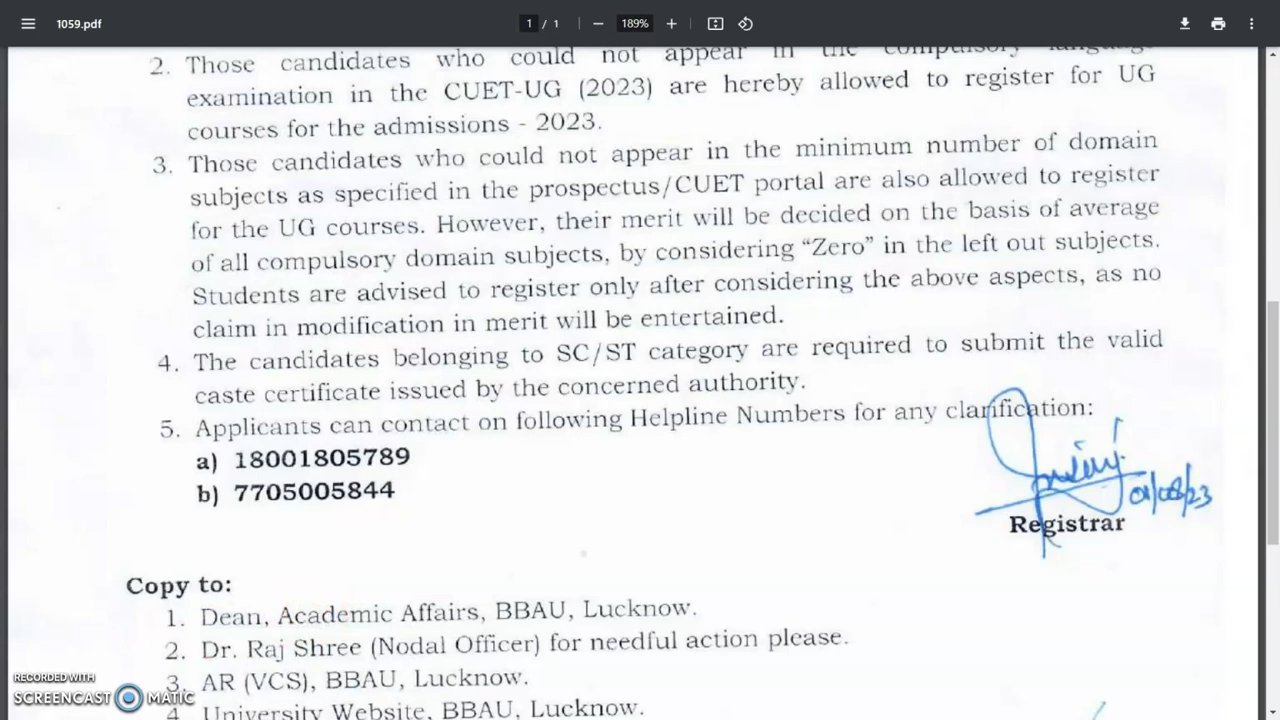 1059.pdf
1 / 1
189%
2. Those candidates who could not appear in the compulsory language
examination in the CUET-UG (2023) are hereby allowed to register for UG
courses for the admissions - 2023.
3. Those candidates who could not appear in the minimum number of domain
subjects as specified in the prospectus/CUET portal are also allowed to register
for the UG courses. However, their merit will be decided on the basis of average
of all compulsory domain subjects, by considering “Zero” in the left out subjects.
Students are advised to register only after considering the above aspects, as no
claim in modification in merit will be entertained.
4. The candidates belonging to SC/ST category are required to submit the valid
caste certificate issued by the concerned authority.
5. Applicants can contact on following Helpline Numbers for any clarification:
a) 18001805789
b) 7705005844
Registrar
Copy to:
1. Dean, Academic Affairs, BBAU, Lucknow.
2. Dr. Raj Shree (Nodal Officer) for needful action please.
3. AR (VCS), BBAU, Lucknow.
4. University Website, BBAU, Lucknow.
RECORDED WITH
SCREENCAST MATIC